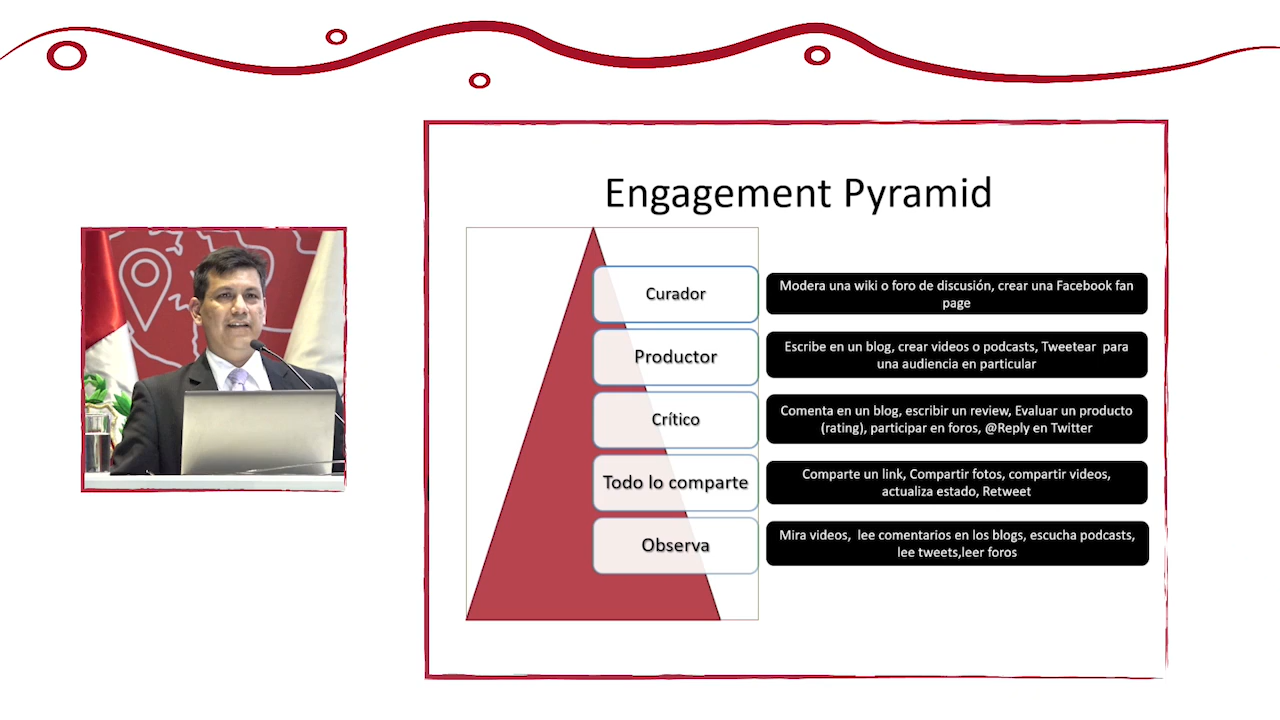 Engagement Pyramid
Curador
Modera una wiki o foro de discusión, crear una Facebook fan
page
Productor
Escribe en un blog, crear videos o podcasts, Tweetear para
una audiencia en particular
Crítico
Comenta en un blog, escribir un review, Evaluar un producto
(rating), participar en foros, @Reply en Twitter
Todo lo comparte
Comparte un link, Compartir fotos, compartir videos,
actualiza estado, Retweet
Observa
Mira videos, lee comentarios en los blogs, escucha podcasts,
lee tweets,leer foros